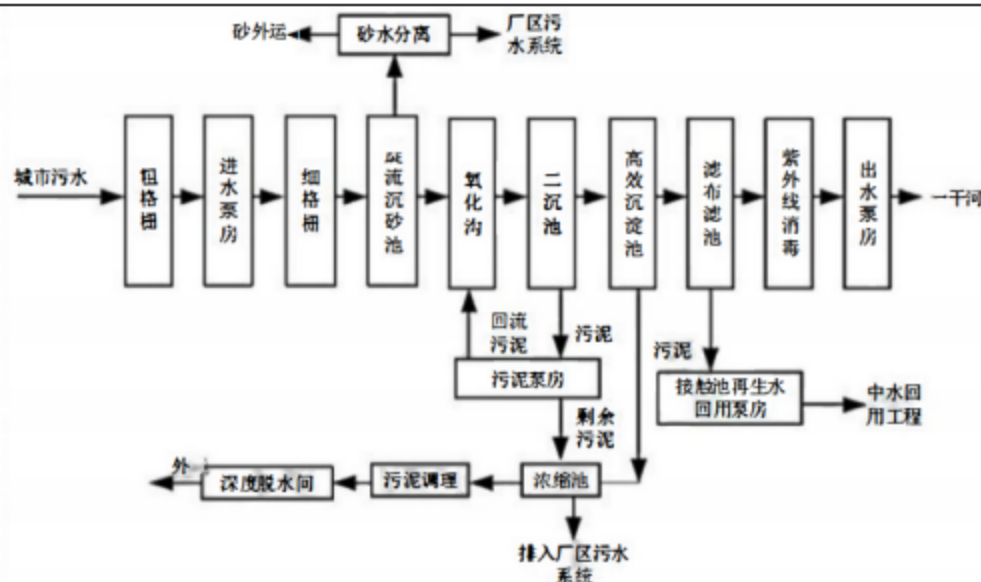 砂外运
砂水分离
厂区污
水系统
城市污水
粗格栅
进水泵房
细格栅
流沉砂池
氧化沟
二沉池
高效沉淀池
滤布滤池
紫外线消毒
出水泵房
一干河
回流
污泥
污泥
污泥
污泥泵房
接触池再生水
回用泵房
中水回
用工程
剩余
污泥
外
深度脱水间
污泥调理
浓缩池
排入厂区污水
系统